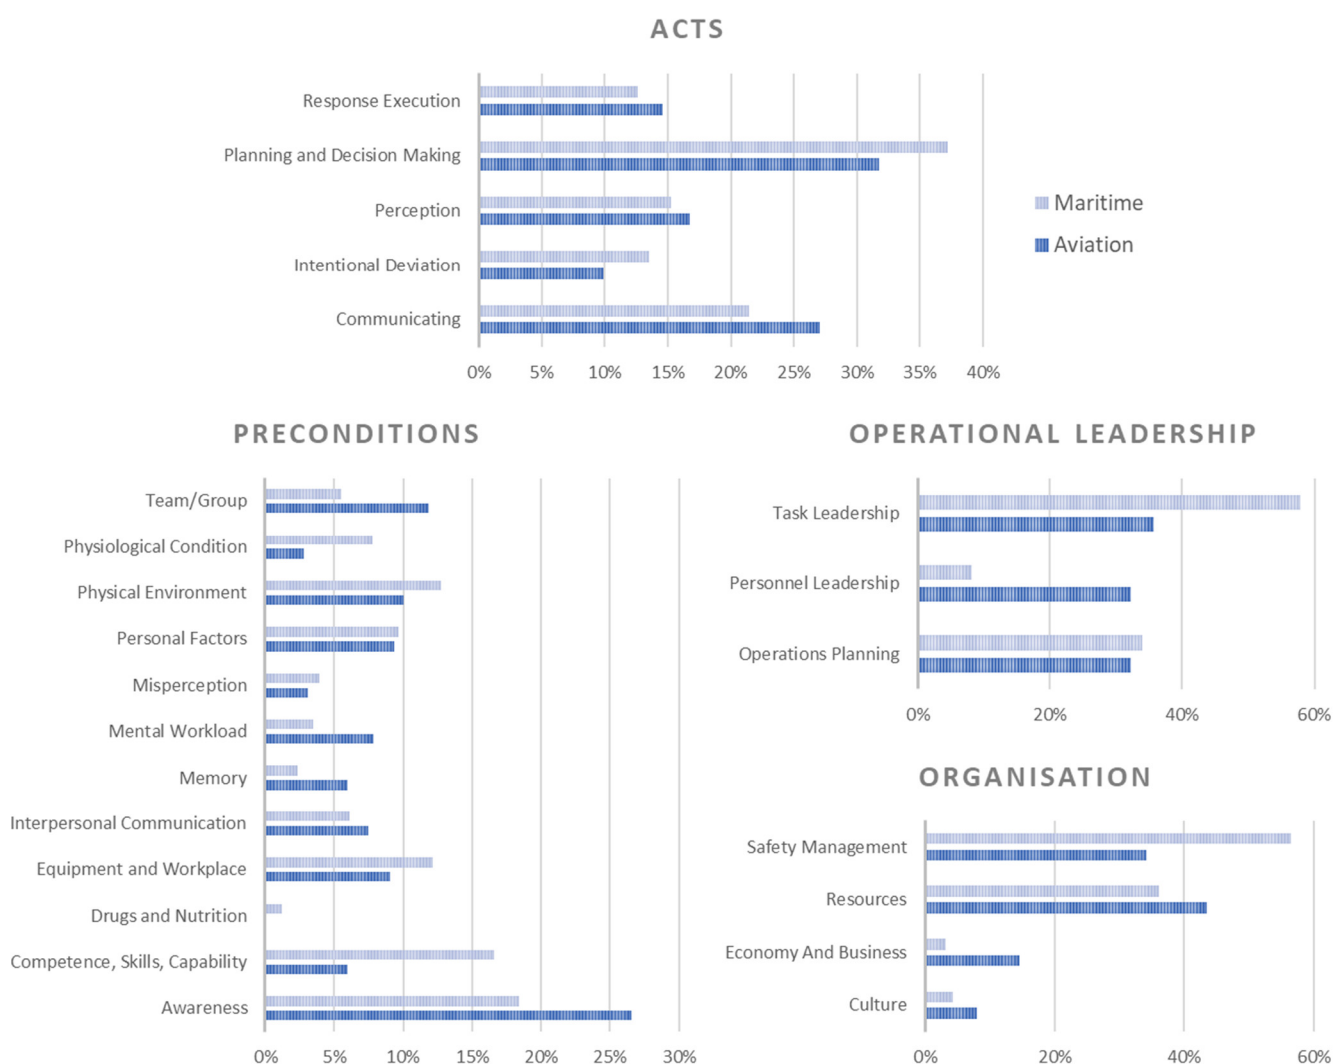 ACTS
Response Execution
Planning and Decision Making
Perception
Intentional Deviation
Communicating
0% 5% 10% 15% 20% 25% 30% 35% 40%
Maritime
Aviation
PRECONDITIONS
Team/Group
Physiological Condition
Physical Environment
Personal Factors
Misperception
Mental Workload
Memory
Interpersonal Communication
Equipment and Workplace
Drugs and Nutrition
Competence, Skills, Capability
Awareness
0% 5% 10% 15% 20% 25% 30%
OPERATIONAL LEADERSHIP
Task Leadership
Personnel Leadership
Operations Planning
0% 20% 40% 60%
ORGANISATION
Safety Management
Resources
Economy And Business
Culture
0% 20% 40% 60%